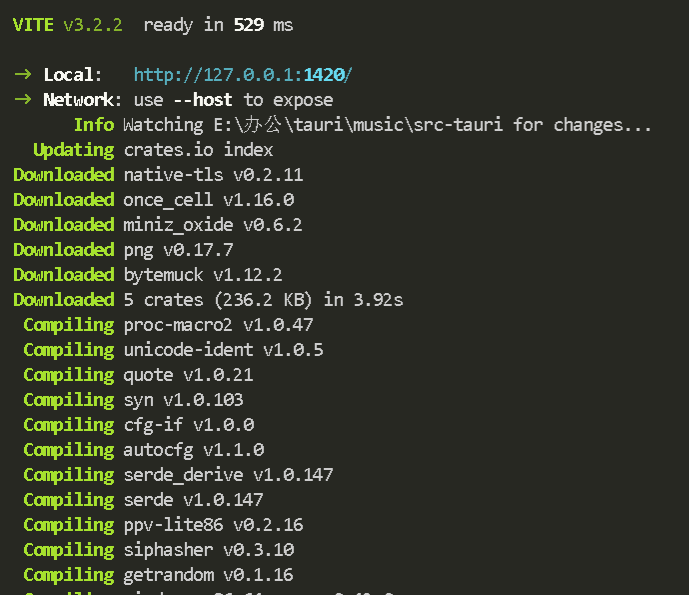 VITE v3.2.2 ready in 529 ms
→ Local: http://127.0.0.1:1420/
→ Network: use --host to expose
Info Watching E:\办公\tauri\music\src-tauri for changes...
Updating crates.io index
Downloaded native-tls v0.2.11
Downloaded once_cell v1.16.0
Downloaded miniz_oxide v0.6.2
Downloaded png v0.17.7
Downloaded bytemuck v1.12.2
Downloaded 5 crates (236.2 KB) in 3.92s
Compiling proc-macro2 v1.0.47
Compiling unicode-ident v1.0.5
Compiling quote v1.0.21
Compiling syn v1.0.103
Compiling cfg-if v1.0.0
Compiling autocfg v1.1.0
Compiling serde_derive v1.0.147
Compiling serde v1.0.147
Compiling ppv-lite86 v0.2.16
Compiling siphasher v0.3.10
Compiling getrandom v0.1.16